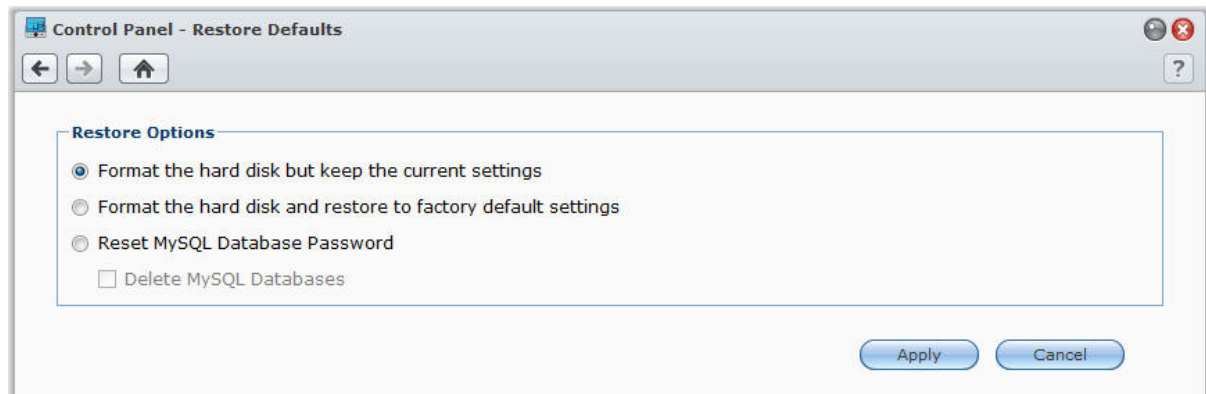 Control Panel - Restore Defaults
?
Restore Options
Format the hard disk but keep the current settings
Format the hard disk and restore to factory default settings
Reset MySQL Database Password
Delete MySQL Databases
Apply Cancel